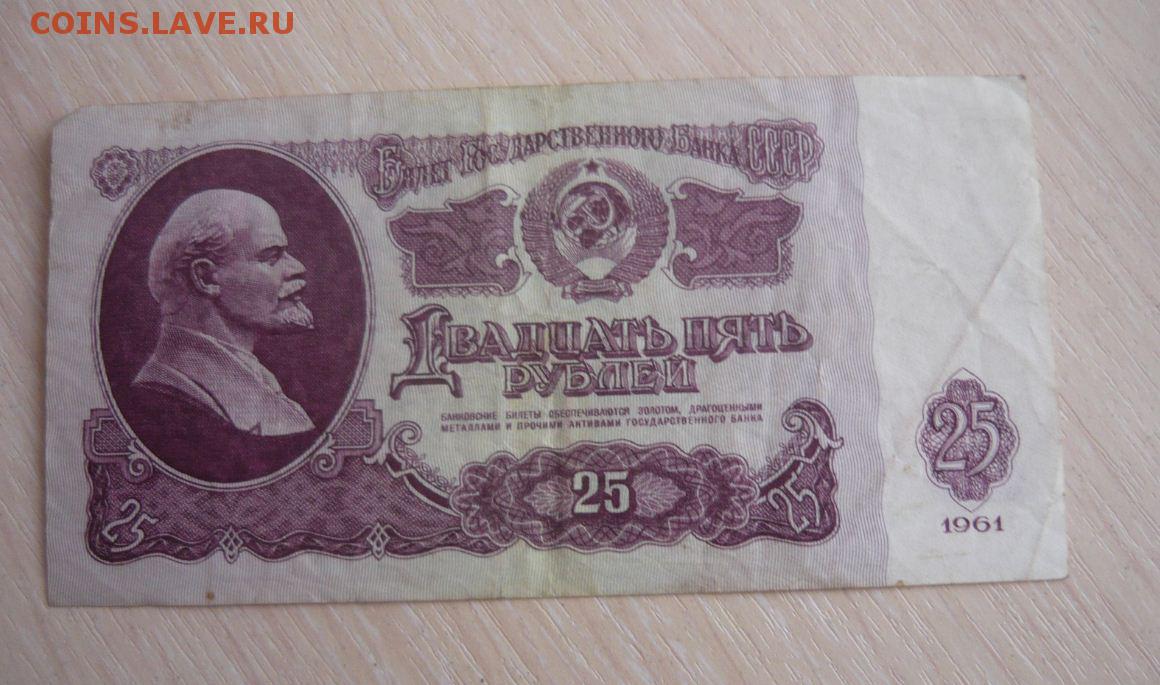 COINS.LAVE.RU
Билет Государственного Банка СССР
Двадцать пять
рублей
БАНКОВСКИЕ БИЛЕТЫ ОБЕСПЕЧИВАЮТСЯ ЗОЛОТОМ, ДРАГОЦЕННЫМИ
МЕТАЛЛАМИ И ПРОЧИМИ АКТИВАМИ ГОСУДАРСТВЕННОГО БАНКА
25
25
25
25
1961